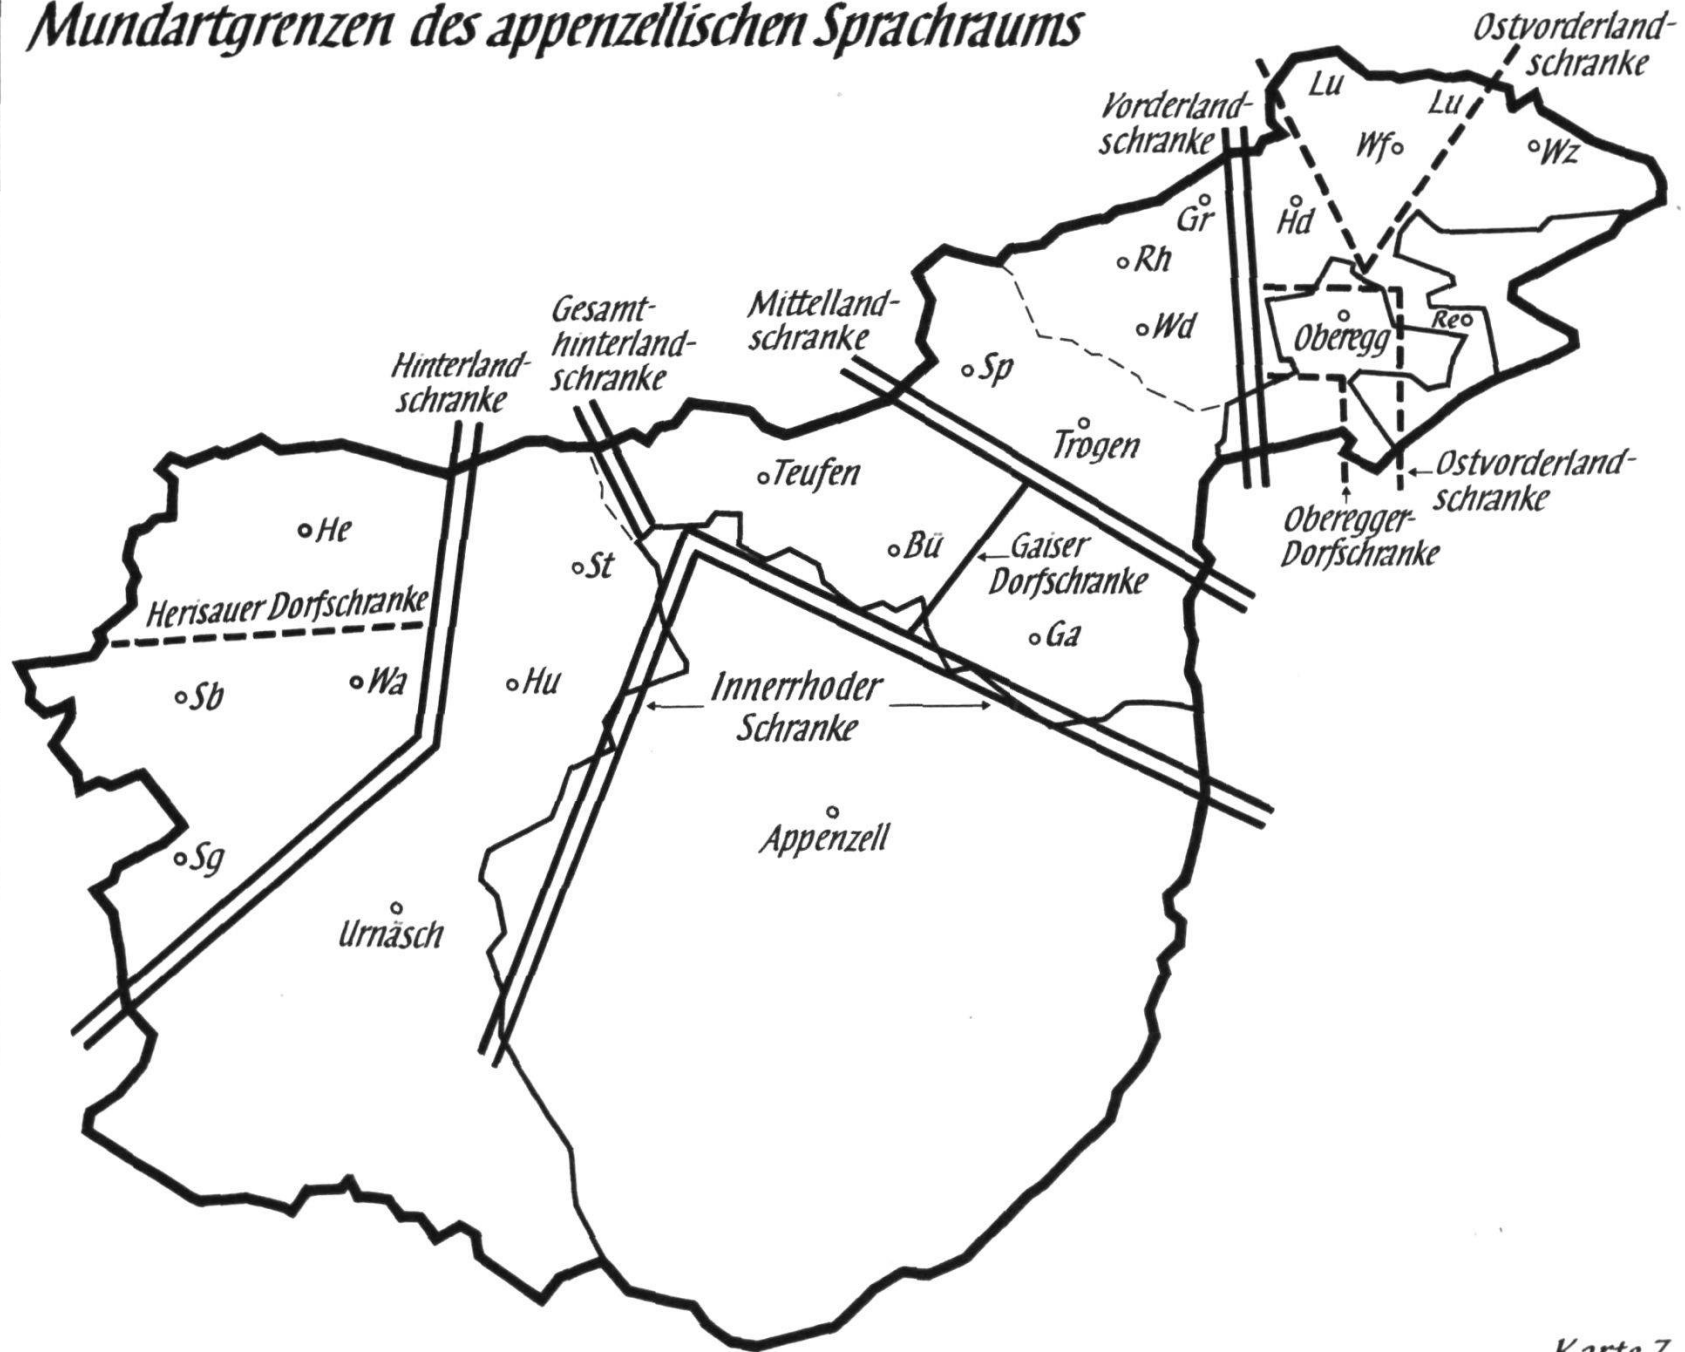 Mundartgrenzen des appenzellischen Sprachraums
Ostvorderland-
schranke
Vorderland-
schranke
Lu
Lu
Wf
Wz
Gr
Hd
Rh
Wd
Oberegg
Re
Gesamt-
hinterland-
schranke
Mittelland-
schranke
Hinterland-
schranke
Sp
Trogen
Teufen
Ostvorderland-
schranke
Oberegger-
Dorfschranke
He
St
Bü
Gaiser
Dorfschranke
Herisauer Dorfschranke
Ga
Sb
Wa
Hu
Innerrhoder
Schranke
Appenzell
Sg
Urnäsch
Karte 7